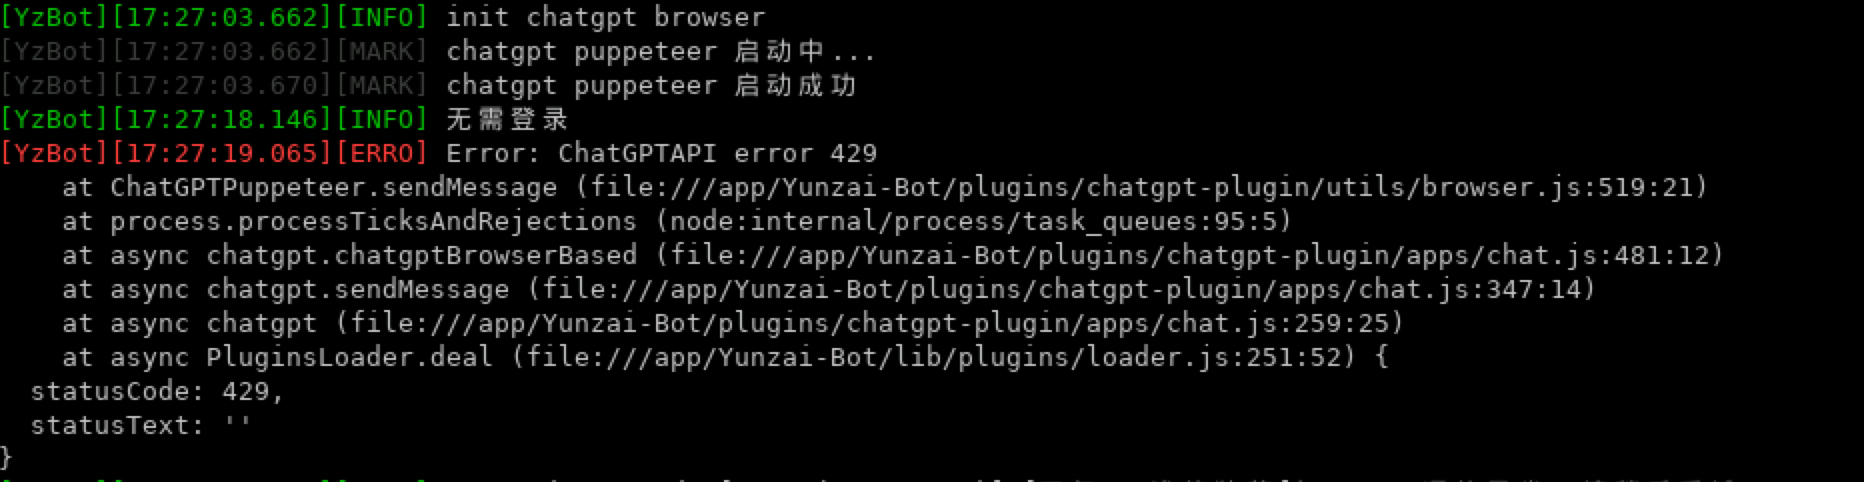 [YzBot][17:27:03.662][INFO] init chatgpt browser
[YzBot][17:27:03.662][MARK] chatgpt puppeteer 启动中...
[YzBot][17:27:03.670][MARK] chatgpt puppeteer 启动成功
[YzBot][17:27:18.146][INFO] 无需登录
[YzBot][17:27:19.065][ERRO] Error: ChatGPTAPI error 429
    at ChatGPTPuppeteer.sendMessage (file:///app/Yunzai-Bot/plugins/chatgpt-plugin/utils/browser.js:519:21)
    at process.processTicksAndRejections (node:internal/process/task_queues:95:5)
    at async chatgpt.chatgptBrowserBased (file:///app/Yunzai-Bot/plugins/chatgpt-plugin/apps/chat.js:481:12)
    at async chatgpt.sendMessage (file:///app/Yunzai-Bot/plugins/chatgpt-plugin/apps/chat.js:347:14)
    at async chatgpt (file:///app/Yunzai-Bot/plugins/chatgpt-plugin/apps/chat.js:259:25)
    at async PluginsLoader.deal (file:///app/Yunzai-Bot/lib/plugins/loader.js:251:52) {
  statusCode: 429,
  statusText: ''
}